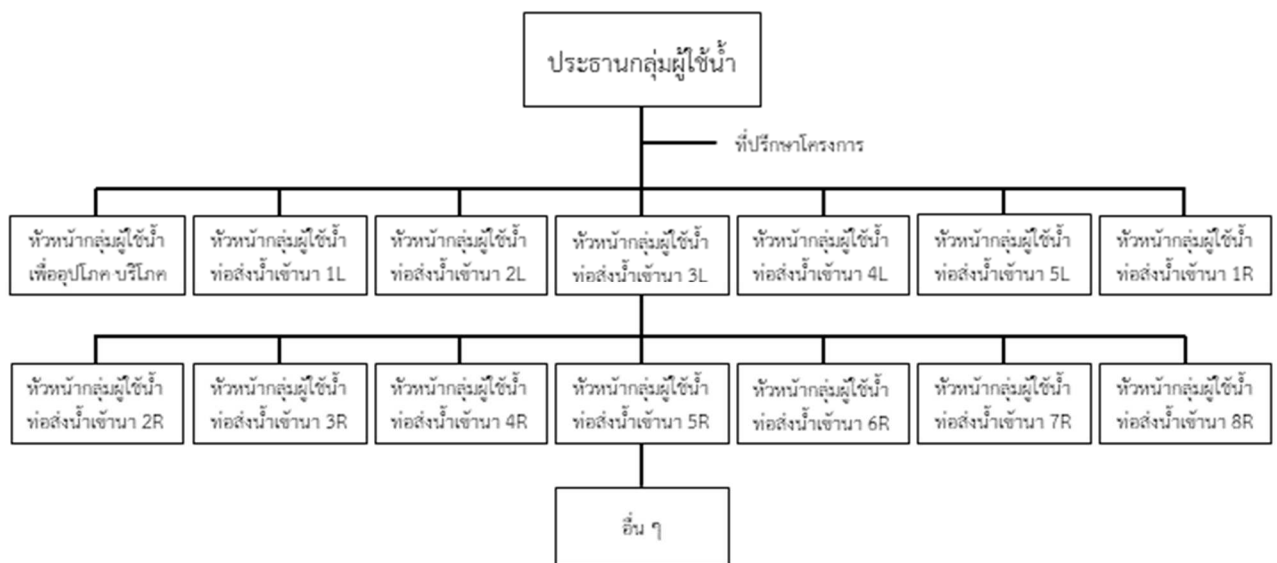 ประธานกลุ่มผู้ใช้น้ำ
ที่ปรึกษาโครงการ
หัวหน้ากลุ่มผู้ใช้น้ำ
เพื่ออุปโภค บริโภค
หัวหน้ากลุ่มผู้ใช้น้ำ
ท่อส่งน้ำเข้านา 1L
หัวหน้ากลุ่มผู้ใช้น้ำ
ท่อส่งน้ำเข้านา 2L
หัวหน้ากลุ่มผู้ใช้น้ำ
ท่อส่งน้ำเข้านา 3L
หัวหน้ากลุ่มผู้ใช้น้ำ
ท่อส่งน้ำเข้านา 4L
หัวหน้ากลุ่มผู้ใช้น้ำ
ท่อส่งน้ำเข้านา 5L
หัวหน้ากลุ่มผู้ใช้น้ำ
ท่อส่งน้ำเข้านา 1R
หัวหน้ากลุ่มผู้ใช้น้ำ
ท่อส่งน้ำเข้านา 2R
หัวหน้ากลุ่มผู้ใช้น้ำ
ท่อส่งน้ำเข้านา 3R
หัวหน้ากลุ่มผู้ใช้น้ำ
ท่อส่งน้ำเข้านา 4R
หัวหน้ากลุ่มผู้ใช้น้ำ
ท่อส่งน้ำเข้านา 5R
หัวหน้ากลุ่มผู้ใช้น้ำ
ท่อส่งน้ำเข้านา 6R
หัวหน้ากลุ่มผู้ใช้น้ำ
ท่อส่งน้ำเข้านา 7R
หัวหน้ากลุ่มผู้ใช้น้ำ
ท่อส่งน้ำเข้านา 8R
อื่น ๆ